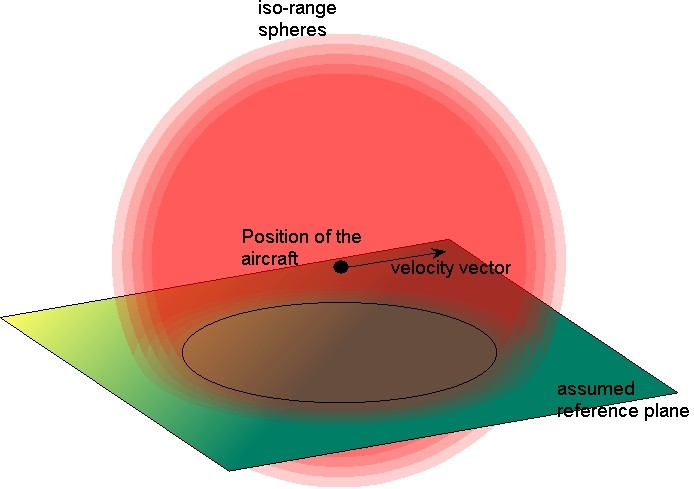 iso-range
spheres
Position of the
aircraft
velocity vector
assumed
reference plane